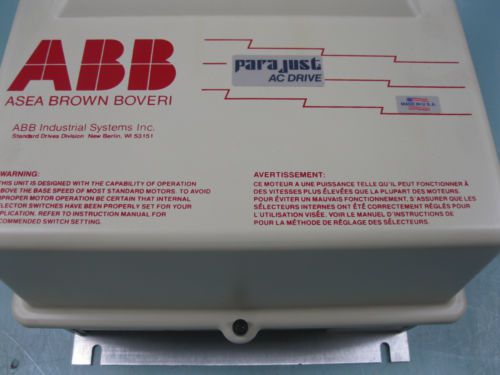 ABB
ASEA BROWN BOVERI
parajust
AC DRIVE
MADE IN U.S.A.
ABB Industrial Systems Inc.
Standard Drives Division New Berlin, WI 53151
WARNING:
THIS UNIT IS DESIGNED WITH THE CAPABILITY OF OPERATION
ABOVE THE BASE SPEED OF MOST STANDARD MOTORS. TO AVOID
IMPROPER MOTOR OPERATION BE CERTAIN THAT INTERNAL
SELECTOR SWITCHES HAVE BEEN PROPERLY SET FOR YOUR
PLICATION. REFER TO INSTRUCTION MANUAL FOR
COMMENDED SWITCH SETTING.
AVERTISSEMENT:
CE MOTEUR A UNE PUISSANCE TELLE QU'IL PEUT FONCTIONNER À
DES VITESSES PLUS ÉLEVÉES QUE LA PLUPART DES MOTEURS.
POUR ÉVITER UN MAUVAIS FONCTIONNEMENT, S'ASSURER QUE LES
SÉLECTEURS INTERNES ONT ÉTÉ CORRECTEMENT RÉGLÉS POUR
L'UTILISATION VISÉE. VOIR LE MANUEL D'INSTRUCTIONS DE
POUR LA MÉTHODE DE RÉGLAGE DES SÉLECTEURS.